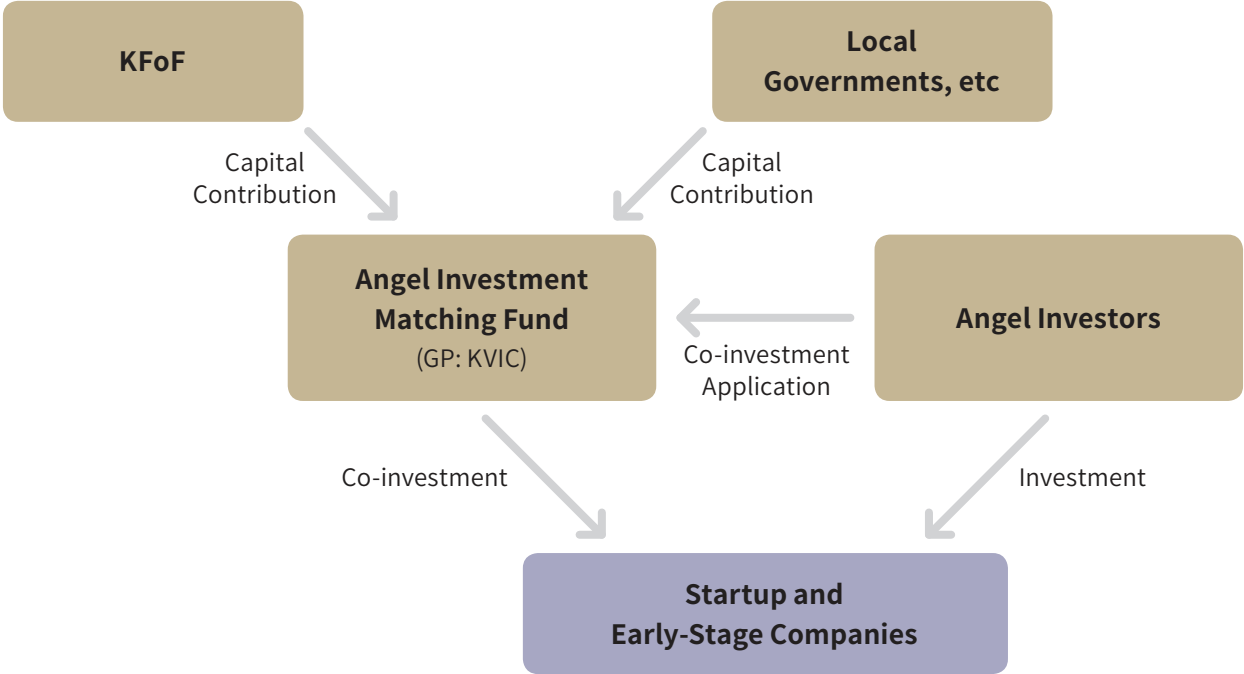 KFoF
Local
Governments, etc
Capital
Contribution
Capital
Contribution
Angel Investment
Matching Fund
(GP: KVIC)
Co-investment
Application
Angel Investors
Co-investment
Investment
Startup and
Early-Stage Companies